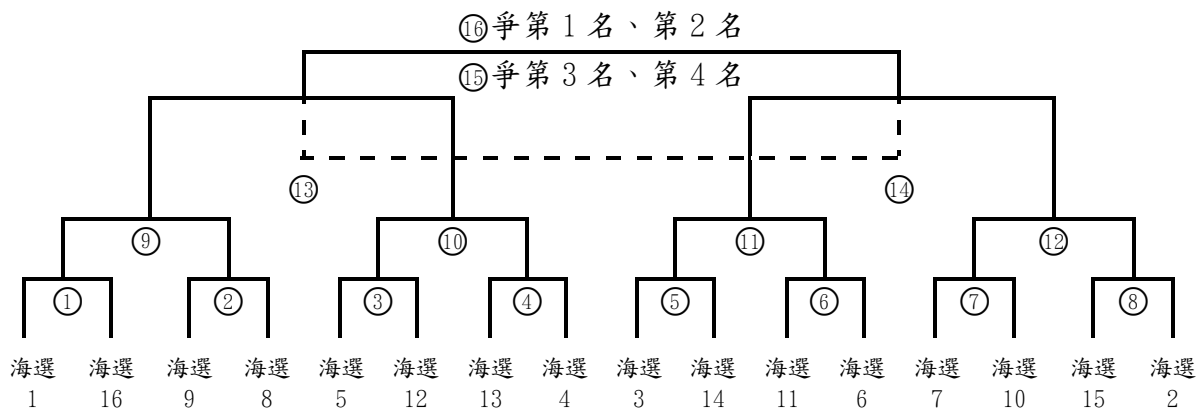 ⑯爭第1名、第2名
⑮爭第3名、第4名
⑬ ⑭
⑨ ⑩ ⑪ ⑫
① ② ③ ④ ⑤ ⑥ ⑦ ⑧
海選 海選 海選 海選 海選 海選 海選 海選 海選 海選 海選 海選 海選 海選 海選 海選
1 16 9 8 5 12 13 4 3 14 11 6 7 10 15 2